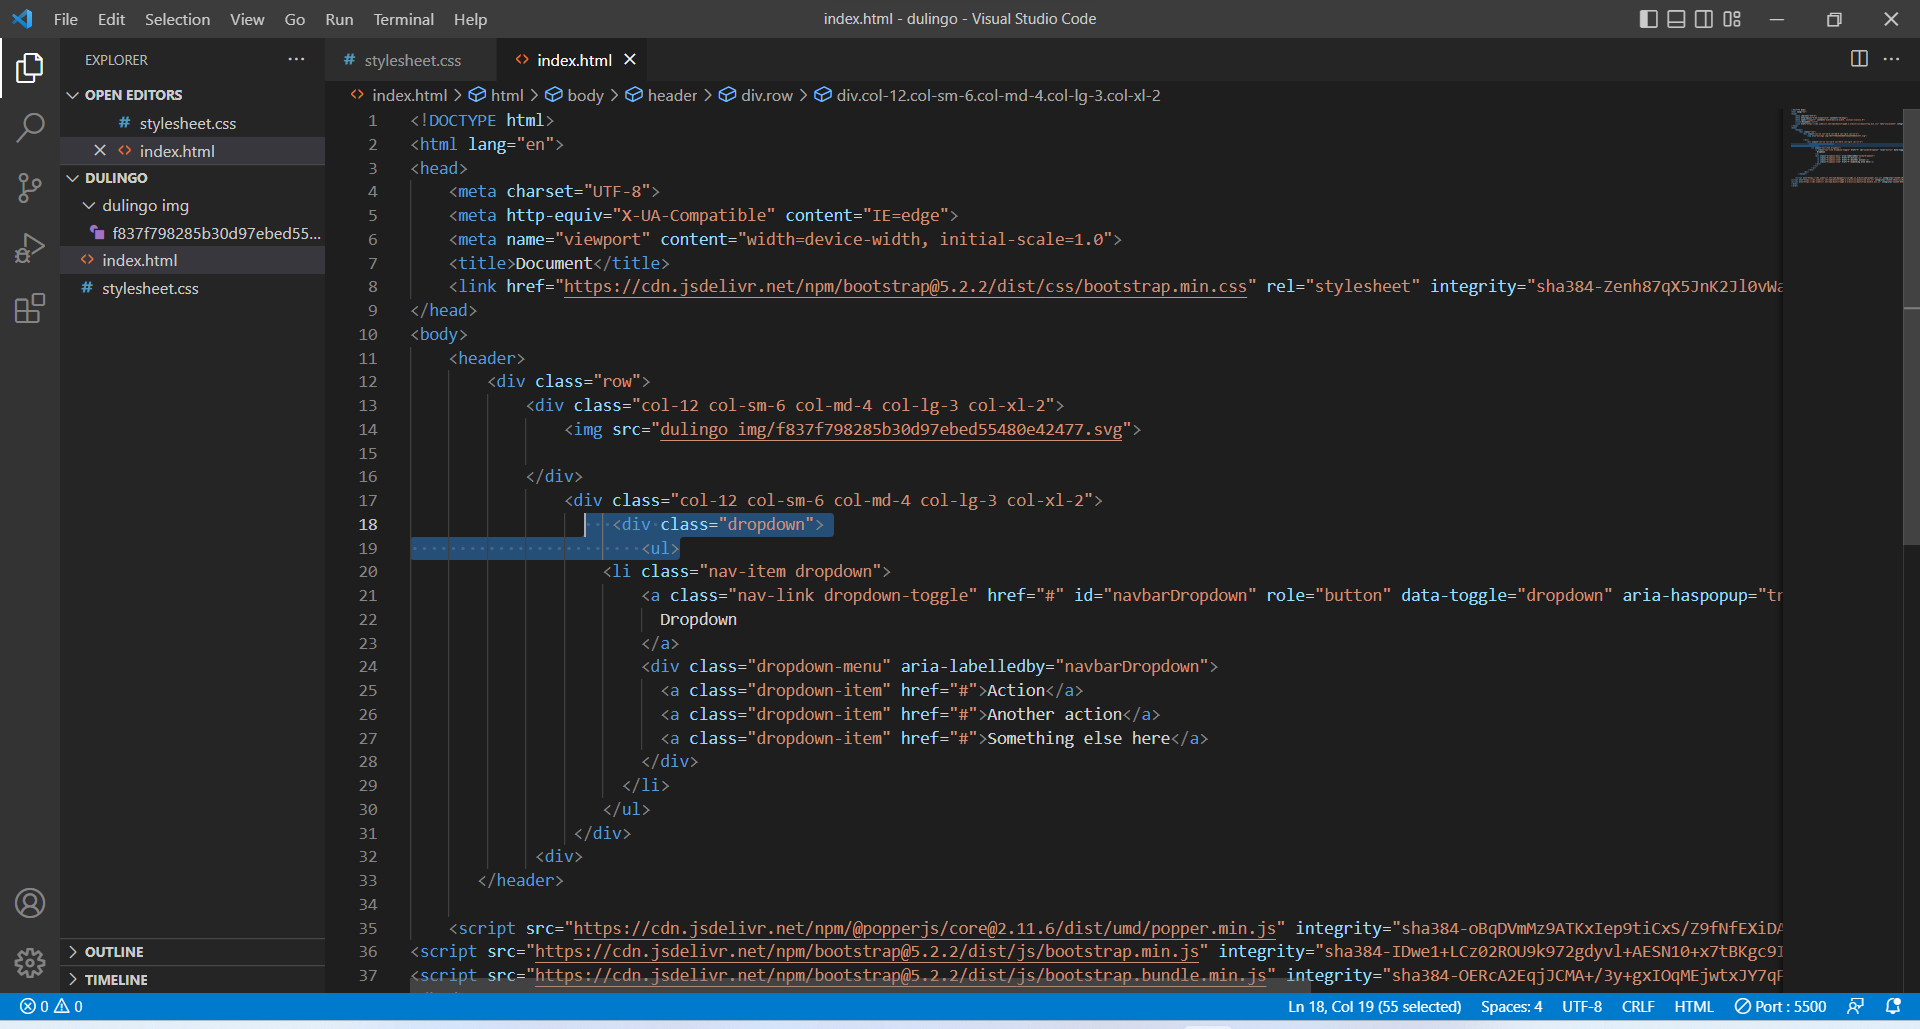 File Edit Selection View Go Run Terminal Help
index.html - dulingo - Visual Studio Code
EXPLORER
OPEN EDITORS
# stylesheet.css
<> index.html
DULINGO
dulingo img
f837f798285b30d97ebed55...
<> index.html
# stylesheet.css
OUTLINE
TIMELINE
# stylesheet.css
<> index.html
<> index.html > html > body > header > div.row > div.col-12.col-sm-6.col-md-4.col-lg-3.col-xl-2
1 <!DOCTYPE html>
2 <html lang="en">
3 <head>
4 <meta charset="UTF-8">
5 <meta http-equiv="X-UA-Compatible" content="IE=edge">
6 <meta name="viewport" content="width=device-width, initial-scale=1.0">
7 <title>Document</title>
8 <link href="https://cdn.jsdelivr.net/npm/bootstrap@5.2.2/dist/css/bootstrap.min.css" rel="stylesheet" integrity="sha384-Zenh87qX5JnK2Jl0vWa
9 </head>
10 <body>
11 <header>
12 <div class="row">
13 <div class="col-12 col-sm-6 col-md-4 col-lg-3 col-xl-2">
14 <img src="dulingo img/f837f798285b30d97ebed55480e42477.svg">
15
16 </div>
17 <div class="col-12 col-sm-6 col-md-4 col-lg-3 col-xl-2">
18 <div class="dropdown">
19 <ul>
20 <li class="nav-item dropdown">
21 <a class="nav-link dropdown-toggle" href="#" id="navbarDropdown" role="button" data-toggle="dropdown" aria-haspopup="tr
22 Dropdown
23 </a>
24 <div class="dropdown-menu" aria-labelledby="navbarDropdown">
25 <a class="dropdown-item" href="#">Action</a>
26 <a class="dropdown-item" href="#">Another action</a>
27 <a class="dropdown-item" href="#">Something else here</a>
28 </div>
29 </li>
30 </ul>
31 </div>
32 <div>
33 </header>
34
35 <script src="https://cdn.jsdelivr.net/npm/@popperjs/core@2.11.6/dist/umd/popper.min.js" integrity="sha384-oBqDVmMz9ATKxIep9tiCxS/Z9fNfEXiDA
36 <script src="https://cdn.jsdelivr.net/npm/bootstrap@5.2.2/dist/js/bootstrap.min.js" integrity="sha384-IDwe1+LCz02ROU9k972gdyvl+AESN10+x7tBKgc9I
37 <script src="https://cdn.jsdelivr.net/npm/bootstrap@5.2.2/dist/js/bootstrap.bundle.min.js" integrity="sha384-OERcA2EqjJCMA+/3y+gxIOqMEjwtxJY7qP
0 0
Ln 18, Col 19 (55 selected) Spaces: 4 UTF-8 CRLF HTML Port : 5500